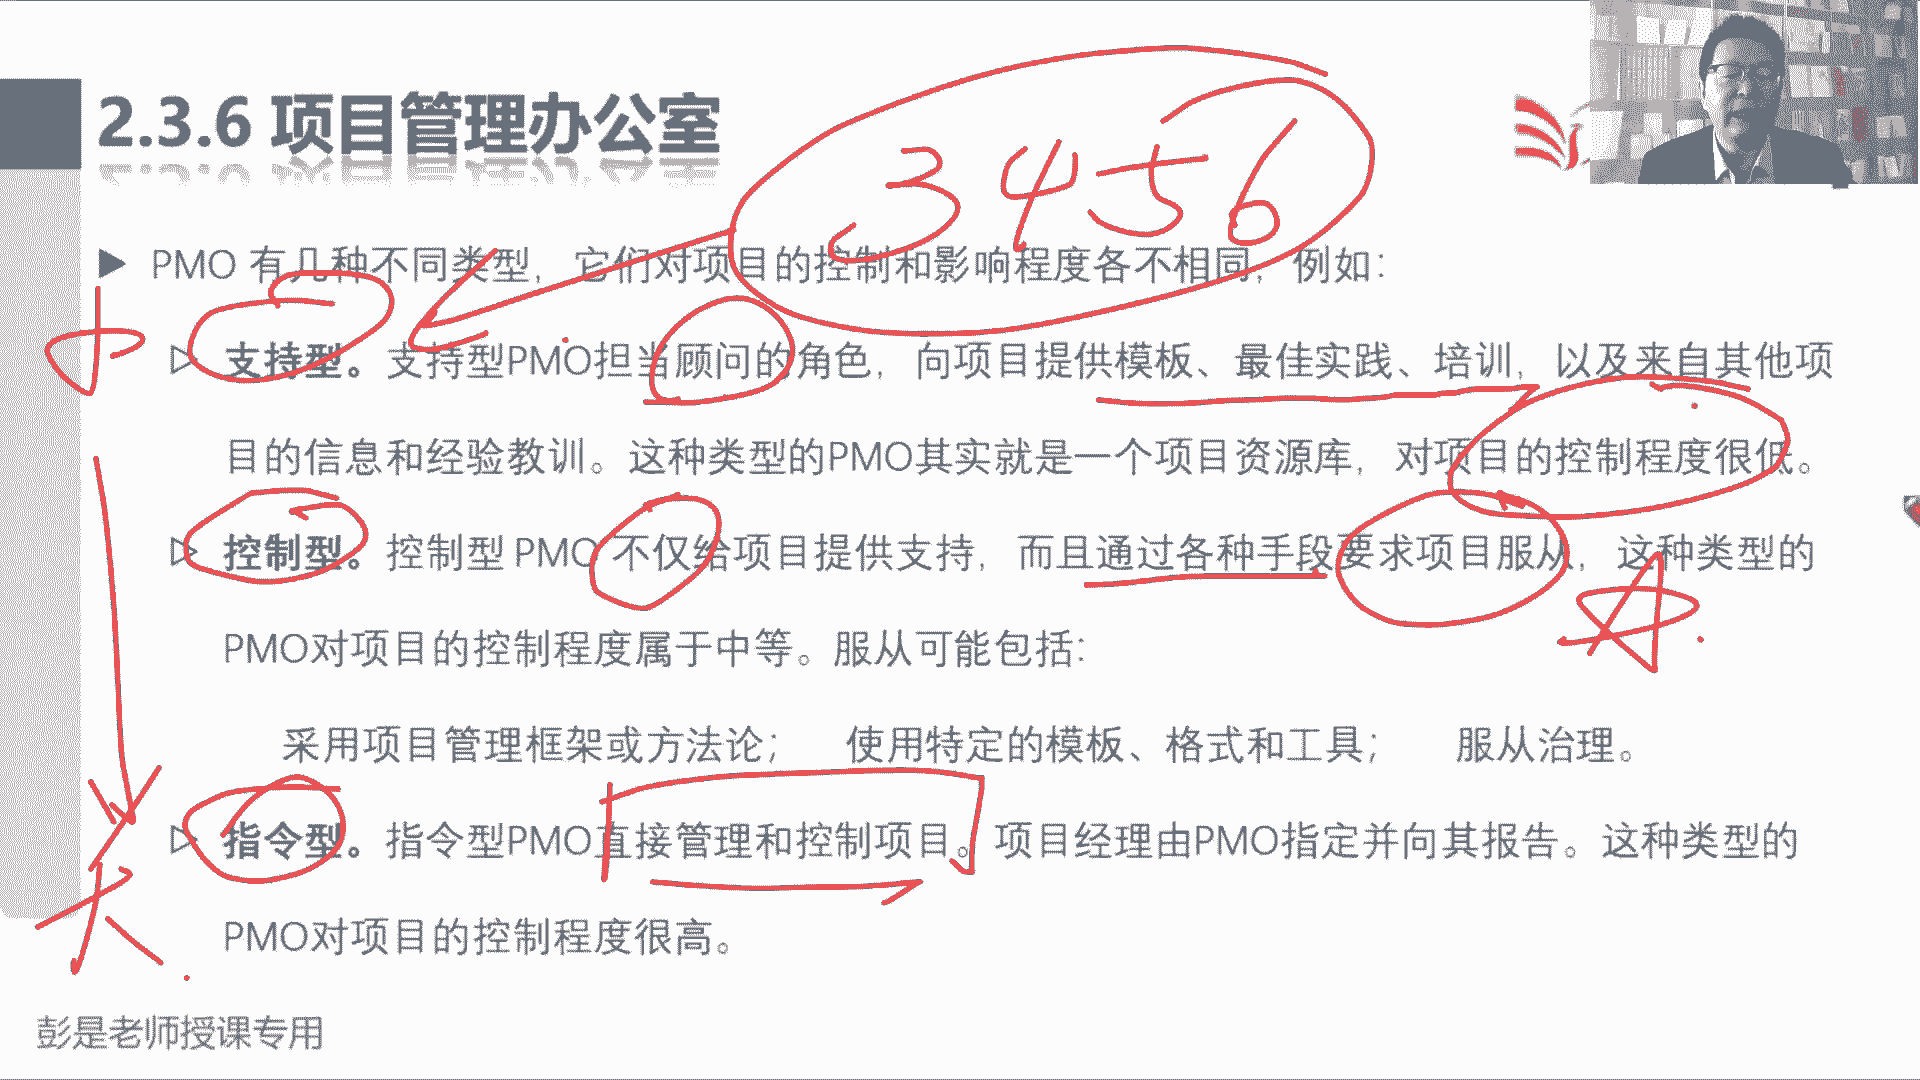 2.3.6 项目管理办公室
3 4 5 6
PMO 有几种不同类型，它们对项目的控制和影响程度各不相同，例如：
小
支持型。支持型PMO担当顾问的角色，向项目提供模板、最佳实践、培训，以及来自其他项
目的信息和经验教训。这种类型的PMO其实就是一个项目资源库，对项目的控制程度很低。
控制型。控制型 PMO 不仅给项目提供支持，而且通过各种手段要求项目服从，这种类型的
PMO对项目的控制程度属于中等。服从可能包括：
采用项目管理框架或方法论； 使用特定的模板、格式和工具； 服从治理。
指令型。指令型PMO直接管理和控制项目。项目经理由PMO指定并向其报告。这种类型的
大
PMO对项目的控制程度很高。
彭是老师授课专用